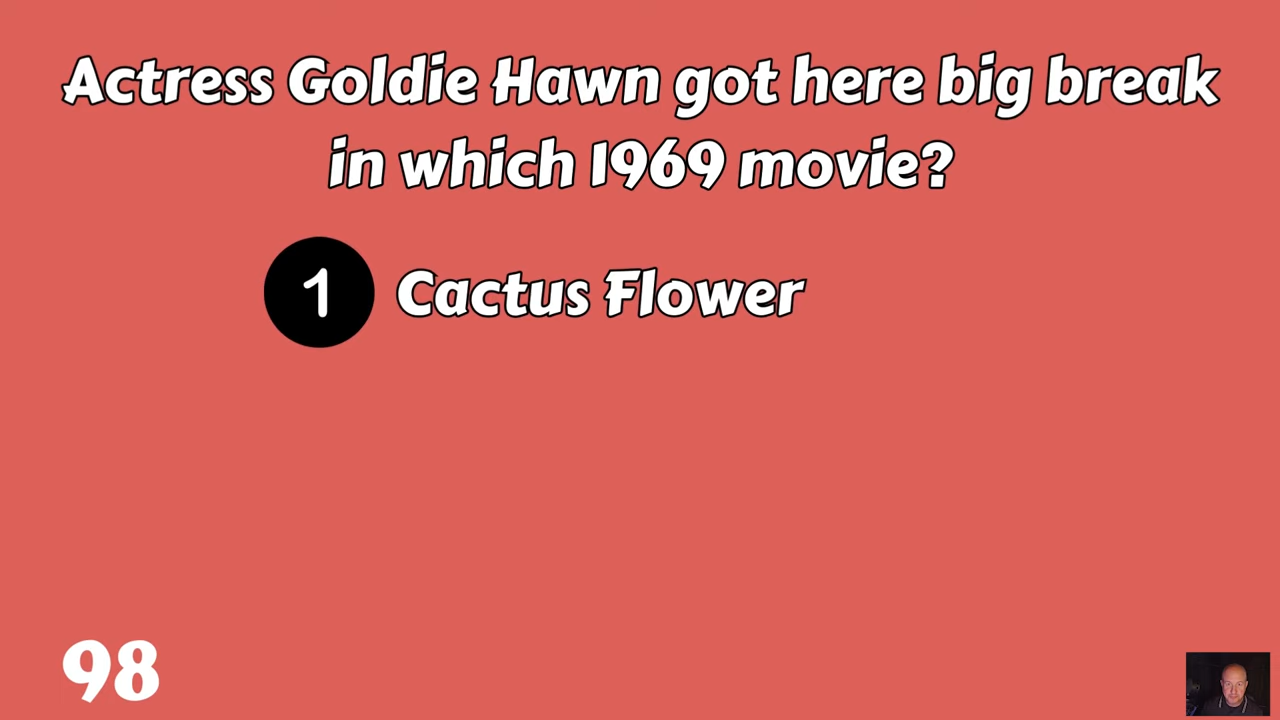 Actress Goldie Hawn got here big break
in which 1969 movie?
1 Cactus Flower
98